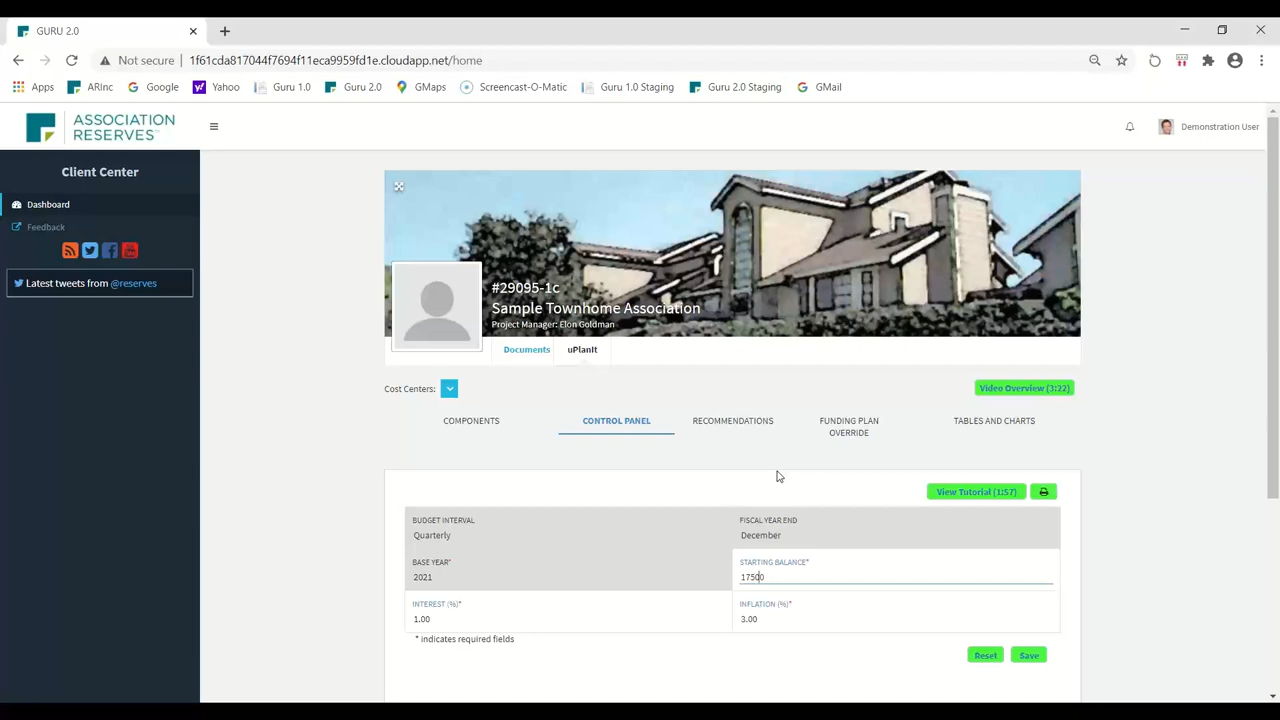 GURU 2.0
Not secure | 1f61cda817044f7694f11eca9959fd1e.cloudapp.net/home
Apps ARInc Google Yahoo Guru 1.0 Guru 2.0 GMaps Screencast-O-Matic Guru 1.0 Staging Guru 2.0 Staging GMail
ASSOCIATION
RESERVES
Demonstration User
Client Center
Dashboard
Feedback
Latest tweets from @reserves
#29095-1c
Sample Townhome Association
Project Manager: Elon Goldman
Documents uPlanIt
Cost Centers:
Video Overview (3:22)
COMPONENTS CONTROL PANEL RECOMMENDATIONS FUNDING PLAN OVERRIDE TABLES AND CHARTS
View Tutorial (1:57)
BUDGET INTERVAL
Quarterly
FISCAL YEAR END
December
BASE YEAR*
2021
STARTING BALANCE*
17500
INTEREST (%)*
1.00
INFLATION (%)*
3.00
* indicates required fields
Reset Save